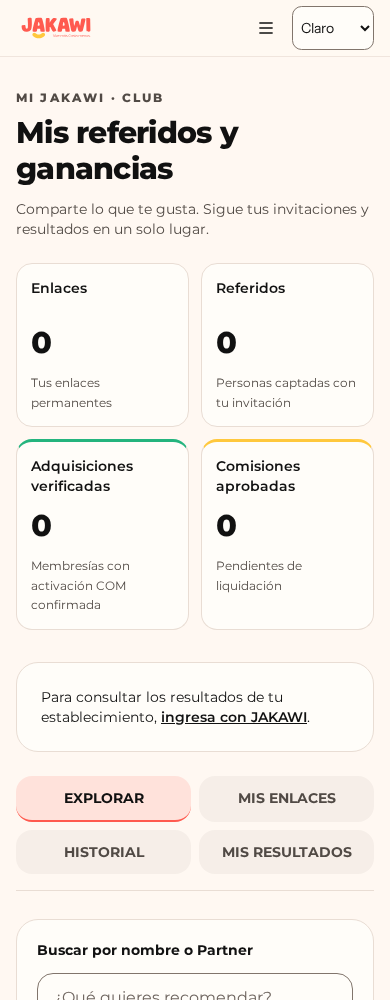 JAKAWI
Claro
MI JAKAWI · CLUB
Mis referidos y
ganancias
Comparte lo que te gusta. Sigue tus invitaciones y
resultados en un solo lugar.
Enlaces
0
Tus enlaces
permanentes
Referidos
0
Personas captadas con
tu invitación
Adquisiciones
verificadas
0
Membresías con
activación COM
confirmada
Comisiones
aprobadas
0
Pendientes de
liquidación
Para consultar los resultados de tu
establecimiento, ingresa con JAKAWI.
EXPLORAR
MIS ENLACES
HISTORIAL
MIS RESULTADOS
Buscar por nombre o Partner
¿Qué quieres recomendar?